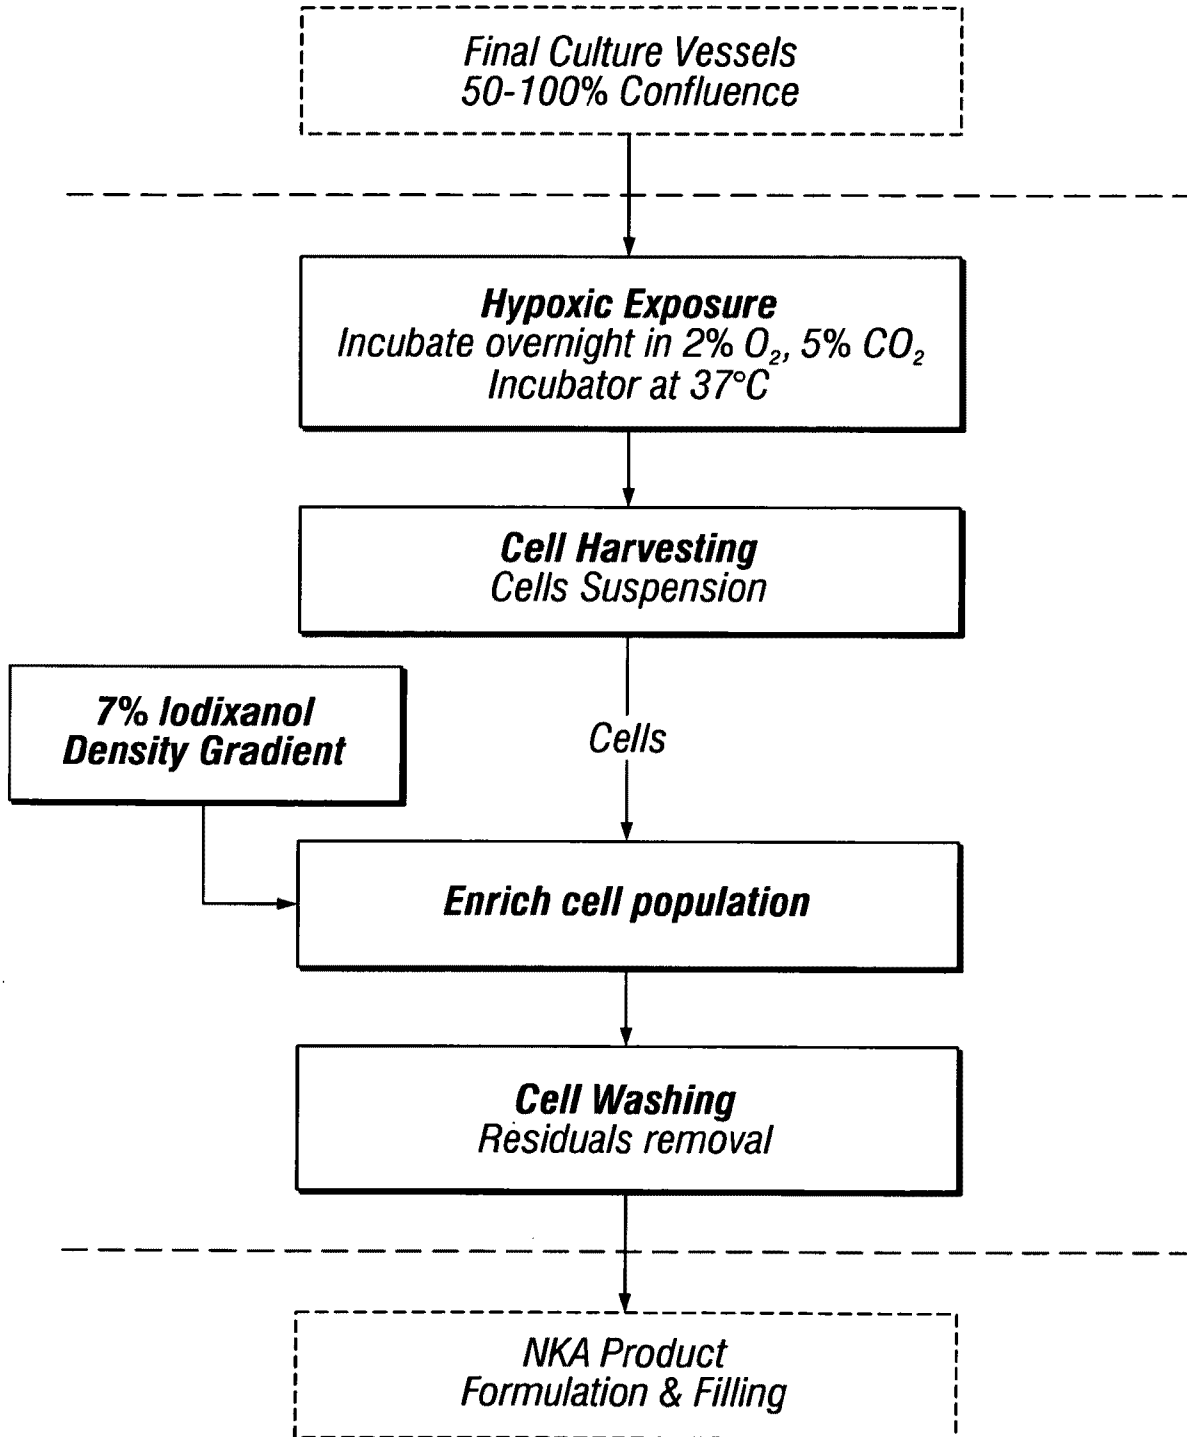 Final Culture Vessels
50-100% Confluence
Hypoxic Exposure
Incubate overnight in 2% O₂, 5% CO₂
Incubator at 37°C
Cell Harvesting
Cells Suspension
7% Iodixanol
Density Gradient
Cells
Enrich cell population
Cell Washing
Residuals removal
NKA Product
Formulation & Filling